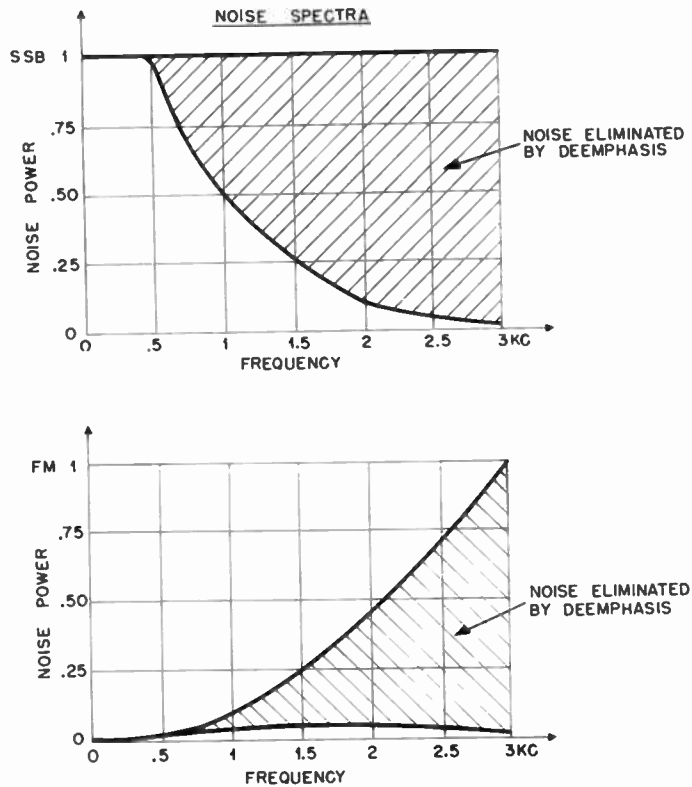 NOISE SPECTRA
SSB 1
.75
.50
.25
0
NOISE POWER
0 .5 1 1.5 2 2.5 3KC
FREQUENCY
NOISE ELIMINATED
BY DEEMPHASIS
FM 1
.75
.50
.25
0
NOISE POWER
0 .5 1 1.5 2 2.5 3KC
FREQUENCY
NOISE ELIMINATED
BY DEEMPHASIS